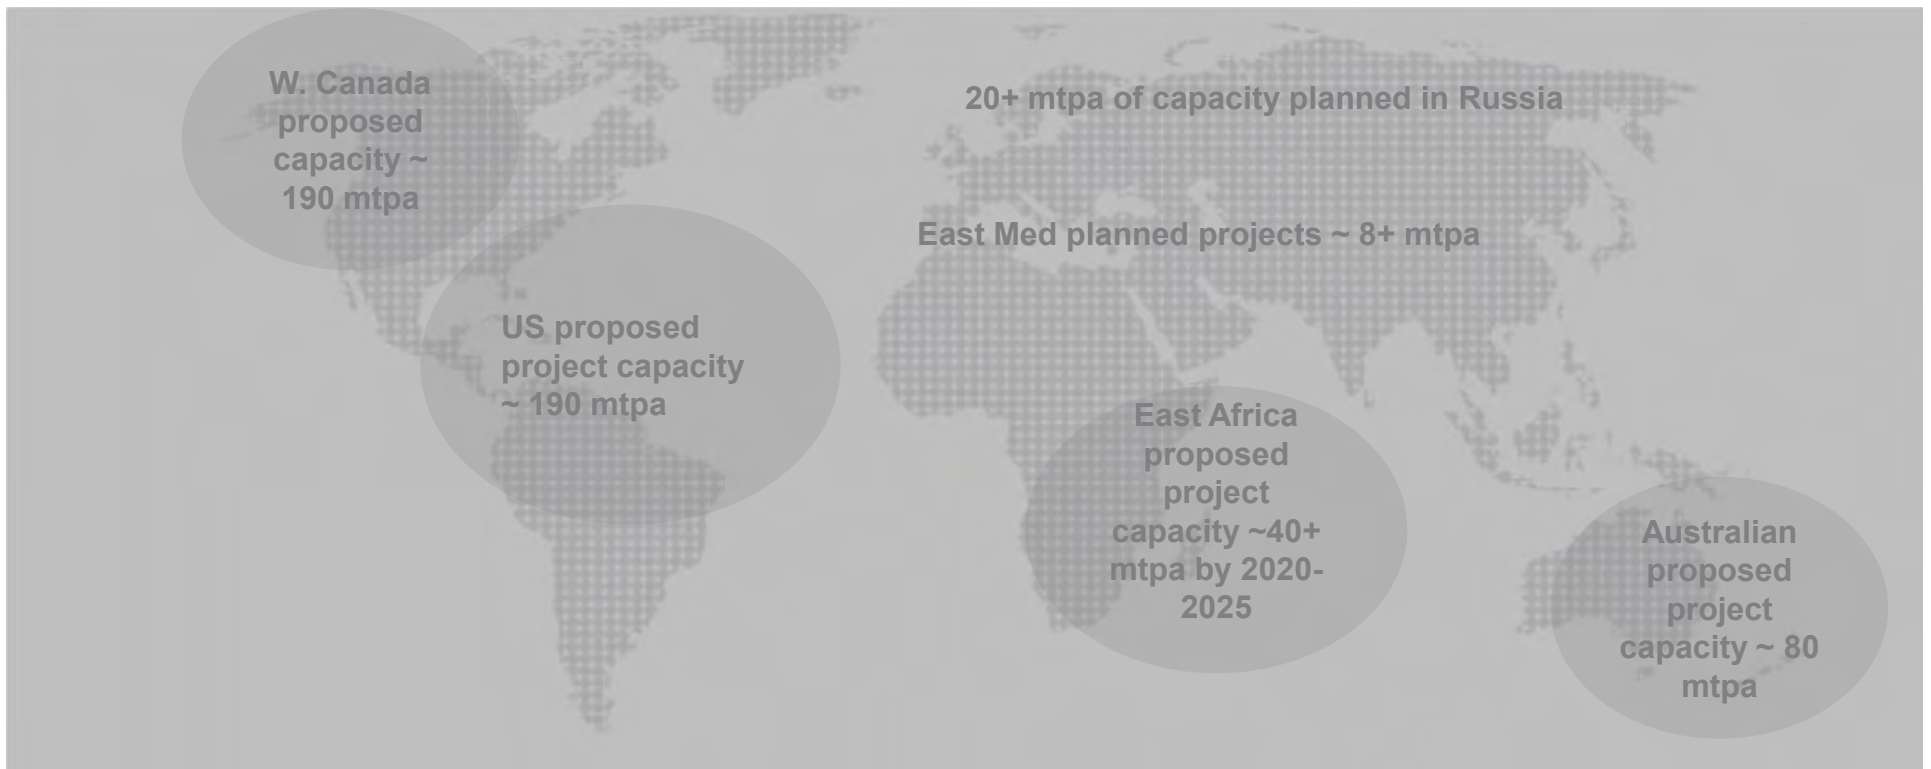 W. Canada
proposed
capacity ~
190 mtpa
20+ mtpa of capacity planned in Russia
East Med planned projects ~ 8+ mtpa
US proposed
project capacity
~ 190 mtpa
East Africa
proposed
project
capacity ~40+
mtpa by 2020-
2025
Australian
proposed
project
capacity ~ 80
mtpa